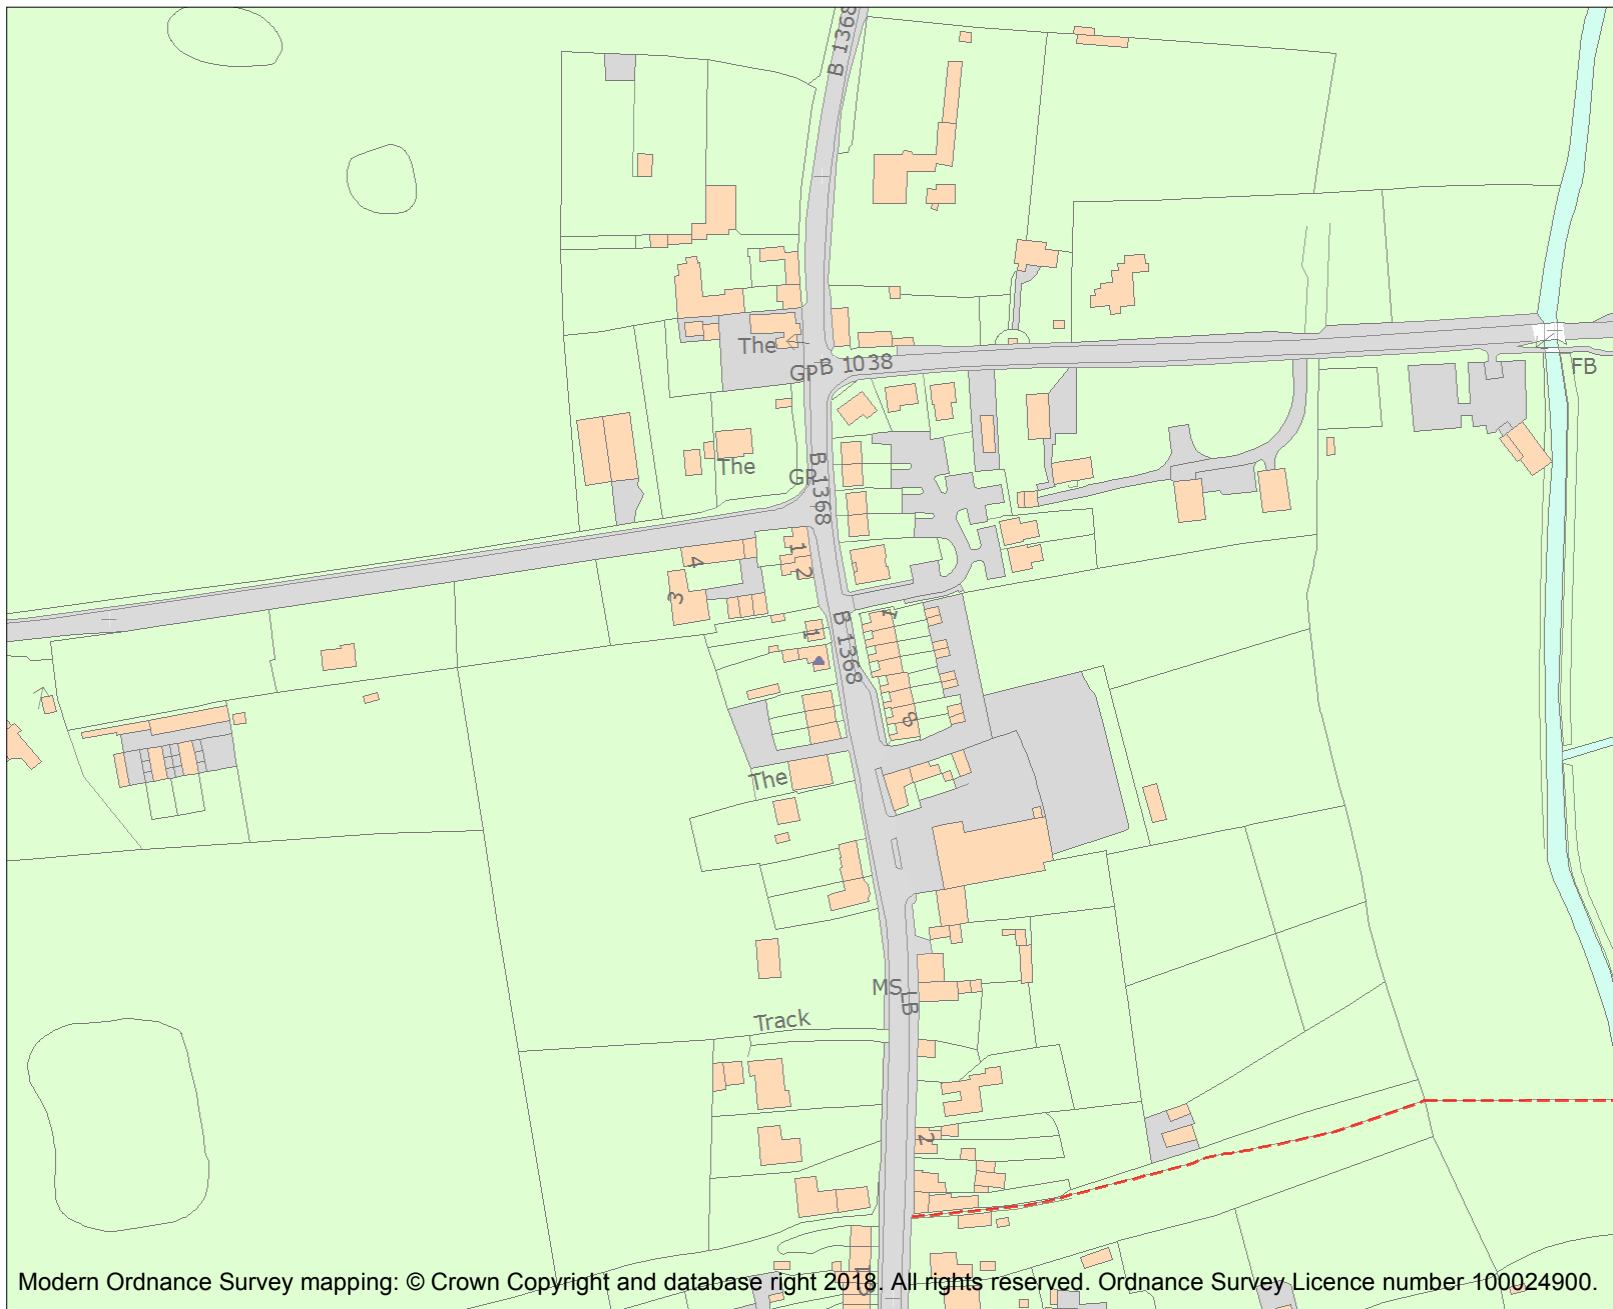 B 1368
The
GP
B 1038
FB
B 1368
The
GP
1
2
4
3
1
B 1368
1
8
The
MS
LB
Track
2
Modern Ordnance Survey mapping: © Crown Copyright and database right 2018. All rights reserved. Ordnance Survey Licence number 100024900.